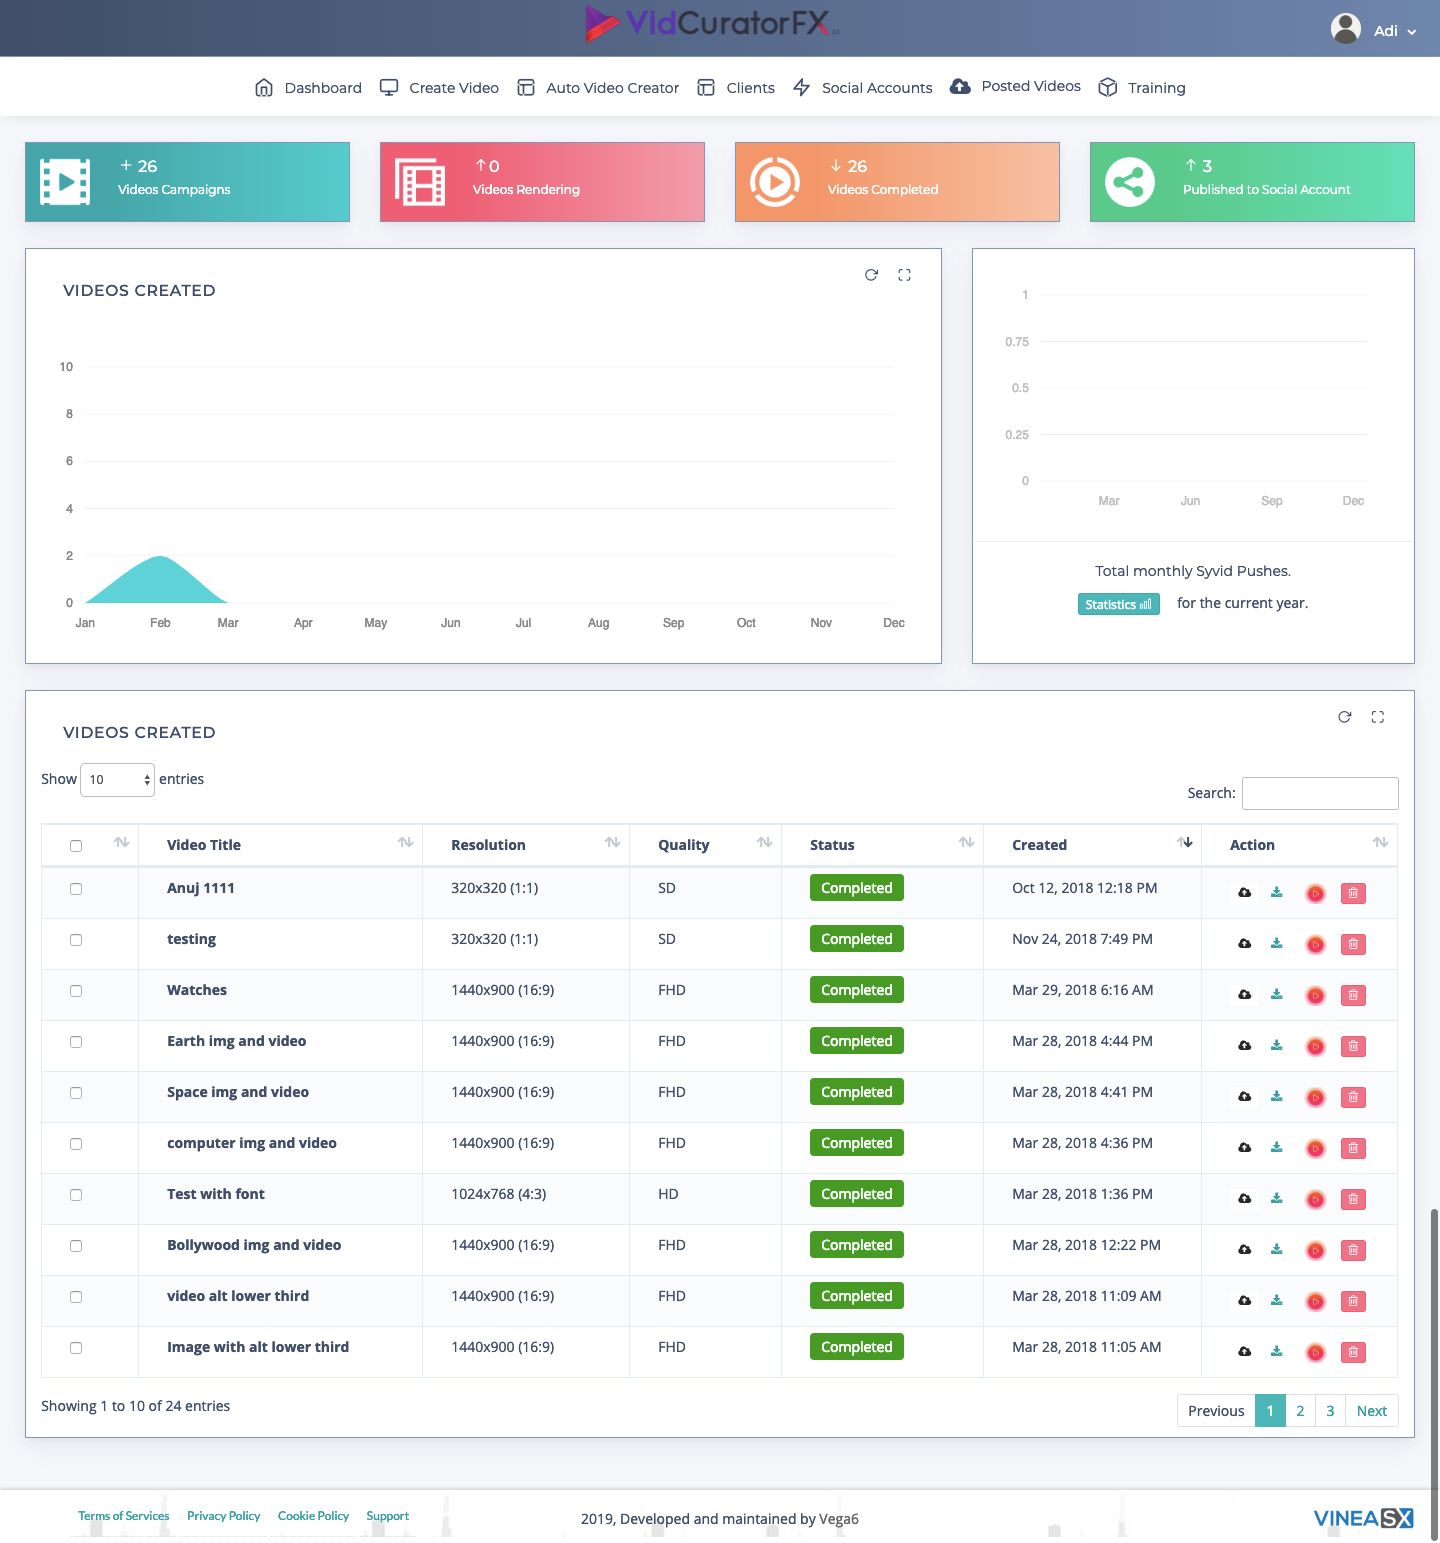 VidCuratorFX
Adi
Dashboard Create Video Auto Video Creator Clients Social Accounts Posted Videos Training
+ 26
Videos Campaigns
↑ 0
Videos Rendering
↓ 26
Videos Completed
↑ 3
Published to Social Account
VIDEOS CREATED
10
8
6
4
2
0
Jan Feb Mar Apr May Jun Jul Aug Sep Oct Nov Dec
1
0.75
0.5
0.25
0
Mar Jun Sep Dec
Total monthly Syvid Pushes.
Statistics for the current year.
VIDEOS CREATED
Show 10 entries
Search:
Video Title Resolution Quality Status Created Action
Anuj 1111 320x320 (1:1) SD Completed Oct 12, 2018 12:18 PM
testing 320x320 (1:1) SD Completed Nov 24, 2018 7:49 PM
Watches 1440x900 (16:9) FHD Completed Mar 29, 2018 6:16 AM
Earth img and video 1440x900 (16:9) FHD Completed Mar 28, 2018 4:44 PM
Space img and video 1440x900 (16:9) FHD Completed Mar 28, 2018 4:41 PM
computer img and video 1440x900 (16:9) FHD Completed Mar 28, 2018 4:36 PM
Test with font 1024x768 (4:3) HD Completed Mar 28, 2018 1:36 PM
Bollywood img and video 1440x900 (16:9) FHD Completed Mar 28, 2018 12:22 PM
video alt lower third 1440x900 (16:9) FHD Completed Mar 28, 2018 11:09 AM
Image with alt lower third 1440x900 (16:9) FHD Completed Mar 28, 2018 11:05 AM
Showing 1 to 10 of 24 entries
Previous 1 2 3 Next
Terms of Services Privacy Policy Cookie Policy Support
2019, Developed and maintained by Vega6
VINEASX